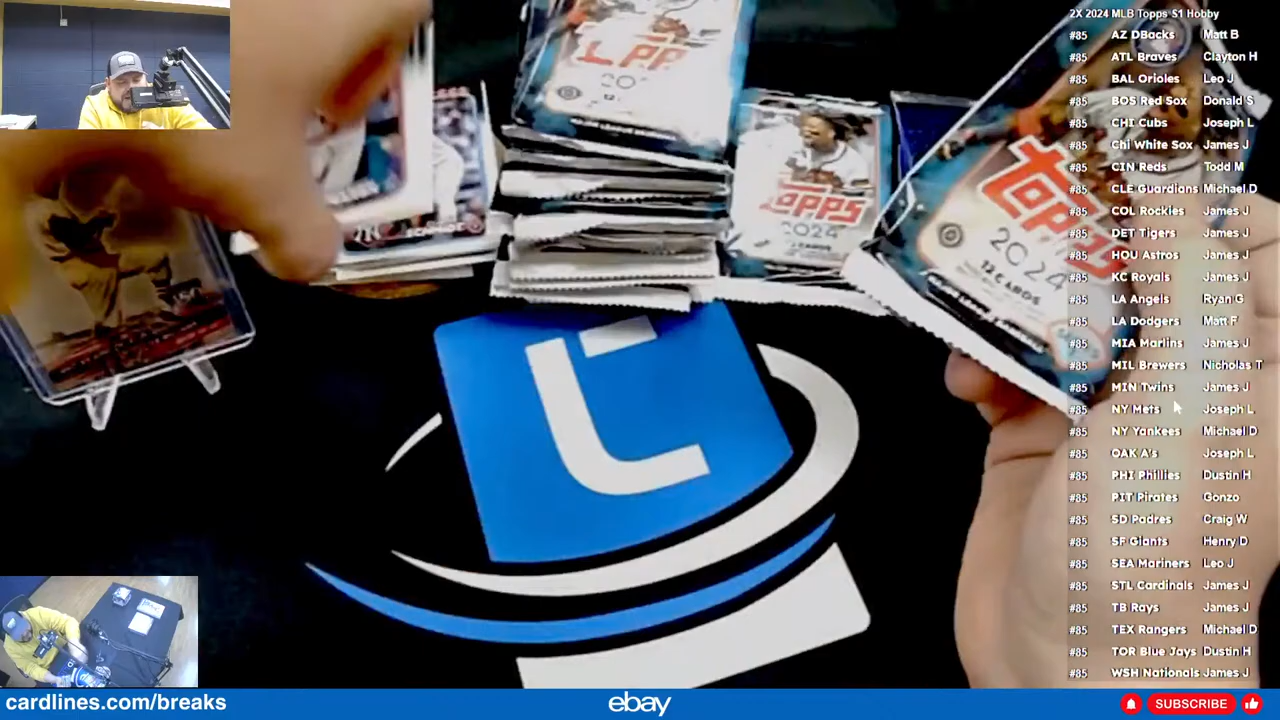 2X 2024 MLB Topps S1 Hobby
#85 AZ DBacks Matt B
#85 ATL Braves Clayton H
#85 BAL Orioles Leo J
#85 BOS Red Sox Donald S
#85 CHI Cubs Joseph L
#85 Chi White Sox James J
#85 CIN Reds Todd M
#85 CLE Guardians Michael D
#85 COL Rockies James J
#85 DET Tigers James J
#85 HOU Astros James J
#85 KC Royals James J
#85 LA Angels Ryan G
#85 LA Dodgers Matt F
#85 MIA Marlins James J
#85 MIL Brewers Nicholas T
#85 MIN Twins James J
#85 NY Mets Joseph L
#85 NY Yankees Michael D
#85 OAK A's Joseph L
#85 PHI Phillies Dustin H
#85 PIT Pirates Gonzo
#85 SD Padres Craig W
#85 SF Giants Henry D
#85 SEA Mariners Leo J
#85 STL Cardinals James J
#85 TB Rays James J
#85 TEX Rangers Michael D
#85 TOR Blue Jays Dustin H
#85 WSH Nationals James J
TOPPS
2024
12 CARDS
topps
2024
12 CARDS
SCHMIDT
cardlines.com/breaks
ebay
SUBSCRIBE